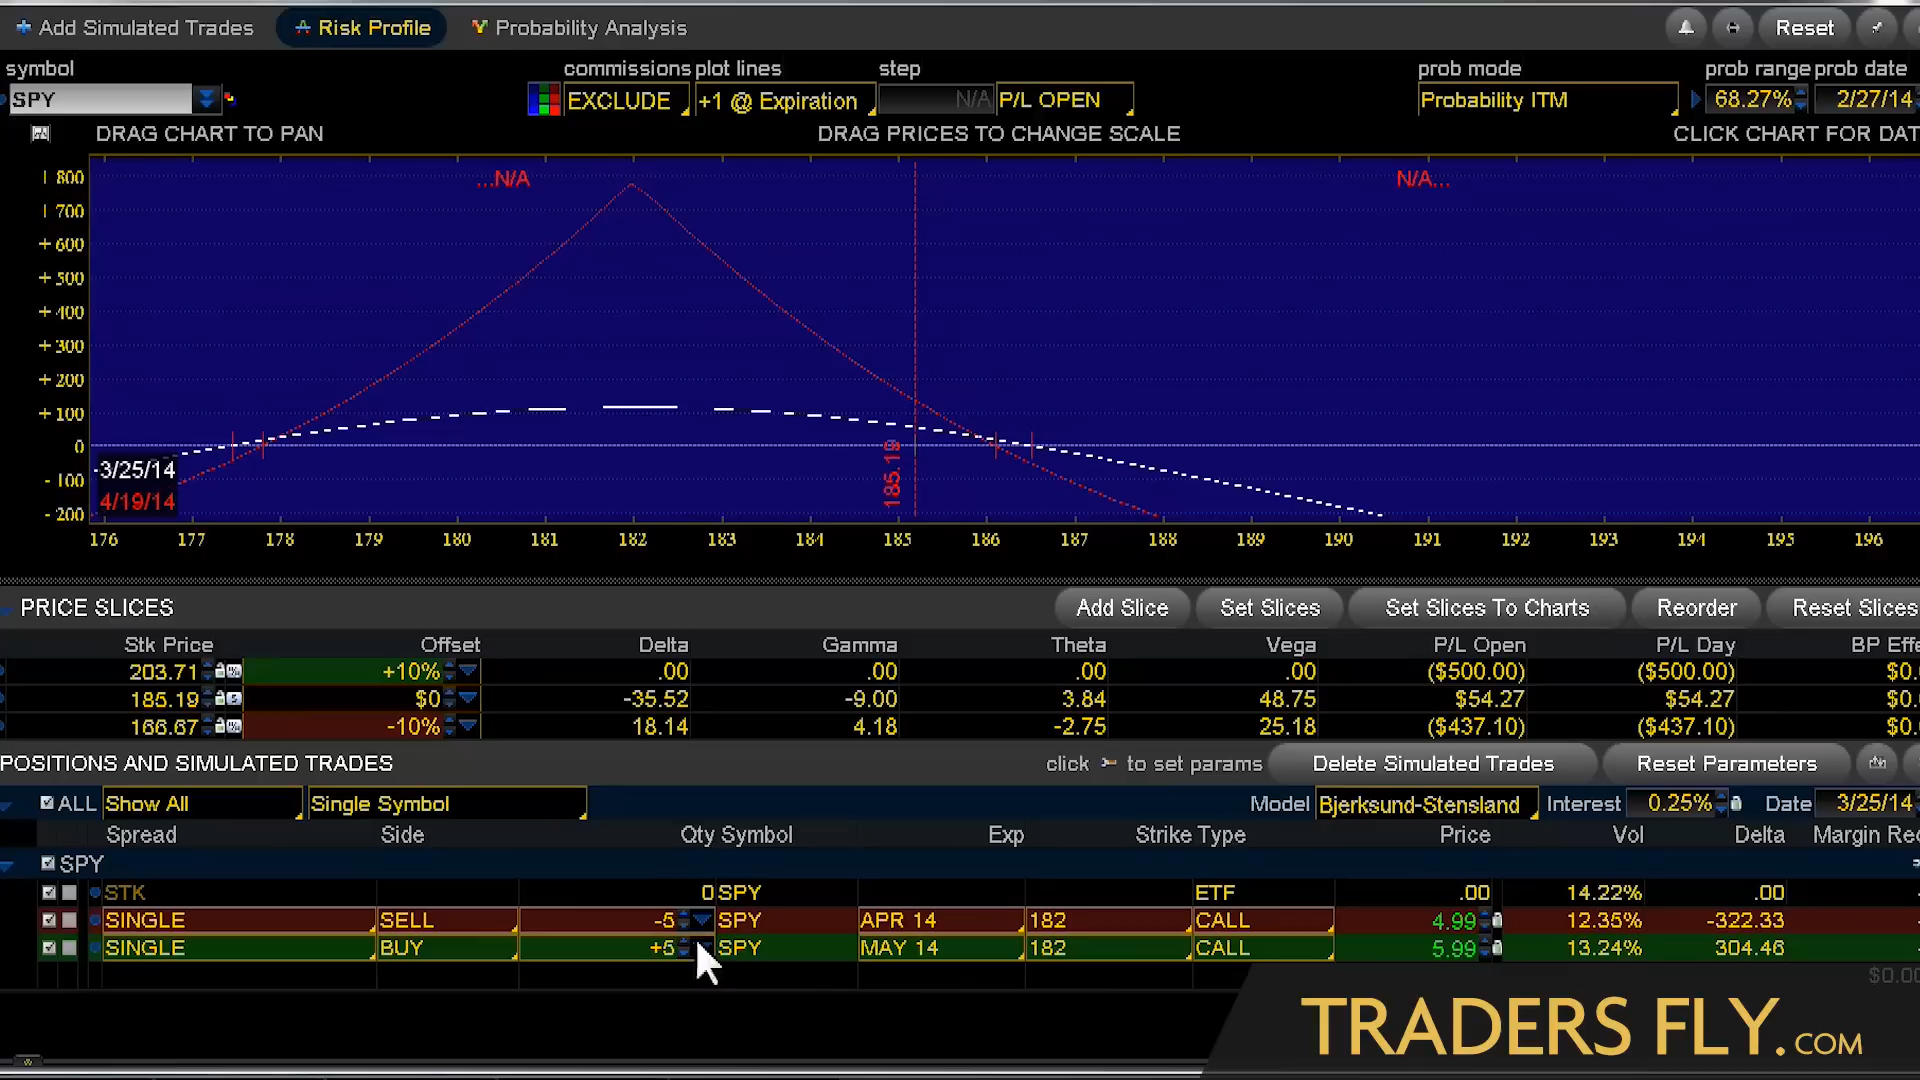 Add Simulated Trades Risk Profile Probability Analysis Reset
symbol commissions plot lines step prob mode prob range prob date
SPY EXCLUDE +1 @ Expiration N/A P/L OPEN Probability ITM 68.27% 2/27/14
DRAG CHART TO PAN DRAG PRICES TO CHANGE SCALE CLICK CHART FOR DAT
800 ...N/A N/A...
700
+600
+500
+400
+300
+200
+100
0
-100
-200
3/25/14
4/19/14
185.19
176 177 178 179 180 181 182 183 184 185 186 187 188 189 190 191 192 193 194 195 196
PRICE SLICES Add Slice Set Slices Set Slices To Charts Reorder Reset Slices
Stk Price Offset Delta Gamma Theta Vega P/L Open P/L Day BP Effe
203.71 +10% .00 .00 .00 .00 ($500.00) ($500.00) $0.
185.19 $0 -35.52 -9.00 3.84 48.75 $54.27 $54.27 $0.
166.67 -10% 18.14 4.18 -2.75 25.18 ($437.10) ($437.10) $0.
POSITIONS AND SIMULATED TRADES click to set params Delete Simulated Trades Reset Parameters
ALL Show All Single Symbol Model Bjerksund-Stensland Interest 0.25% Date 3/25/14
Spread Side Qty Symbol Exp Strike Type Price Vol Delta Margin Rec
SPY
STK 0 SPY ETF .00 14.22% .00
SINGLE SELL -5 SPY APR 14 182 CALL 4.99 12.35% -322.33
SINGLE BUY +5 SPY MAY 14 182 CALL 5.99 13.24% 304.46
$0.00
TRADERS FLY.COM